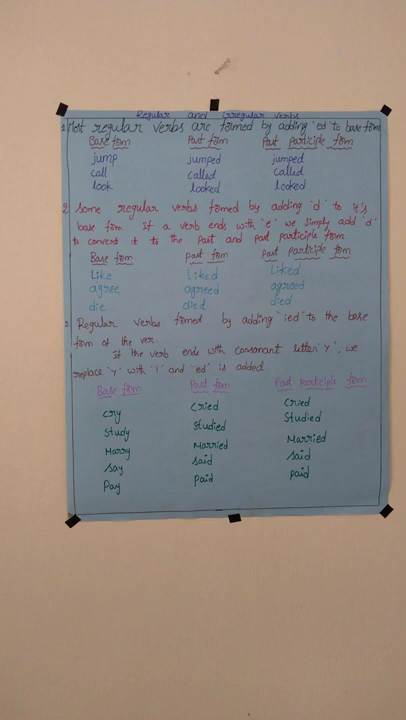 Regular and Irregular verbs
1. Most regular verbs are formed by adding 'ed' to base form
Base form Past form Past participle form
jump jumped jumped
call called called
look looked looked
2. Some regular verbs formed by adding 'd' to it's
base form If a verb ends with 'e' we simply add 'd'
to convert it to the past and past participle form
Base form past form Past participle form
Like Liked Liked
agree agreed agreed
die died died
3. Regular verbs formed by adding 'ied' to the base
form of the ver
If the verb ends with consonant letter 'Y', we
replace 'Y' with 'I' and 'ed' is added
Base form Past form Past participle form
cry cried cried
Study Studied Studied
Marry Married Married
Say Said Said
Pay paid paid